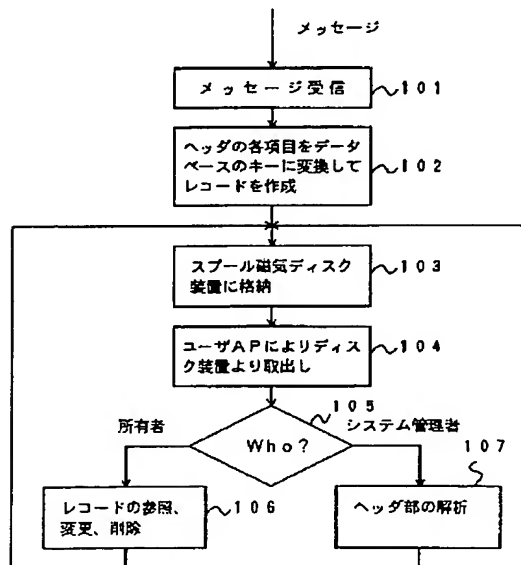 メッセージ
メッセージ受信
101
ヘッダの各項目をデータ
ベースのキーに変換して
レコードを作成
102
スプール磁気ディスク
装置に格納
103
ユーザAPによりディス
ク装置より取出し
104
105
所有者
システム管理者
Who?
107
レコードの参照、
変更、削除
106
ヘッダ部の解析